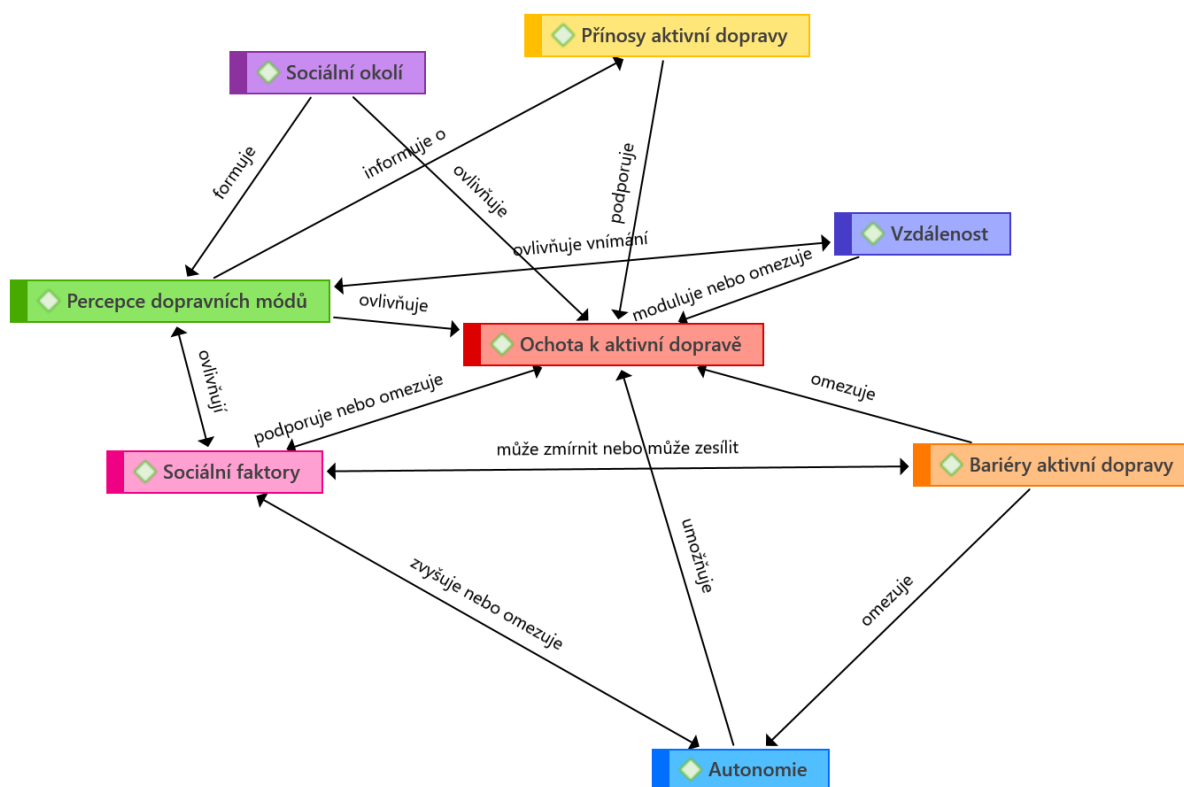 Přínosy aktivní dopravy
Sociální okolí
informuje o
formuje
ovlivňuje
podporuje
Vzdálenost
ovlivňuje vnímání
moduluje nebo omezuje
Percepce dopravních módů
ovlivňuje
Ochota k aktivní dopravě
ovlivňují
podporuje nebo omezuje
omezuje
může zmírnit nebo může zesílit
Sociální faktory
Bariéry aktivní dopravy
umožňuje
zvyšuje nebo omezuje
omezuje
Autonomie